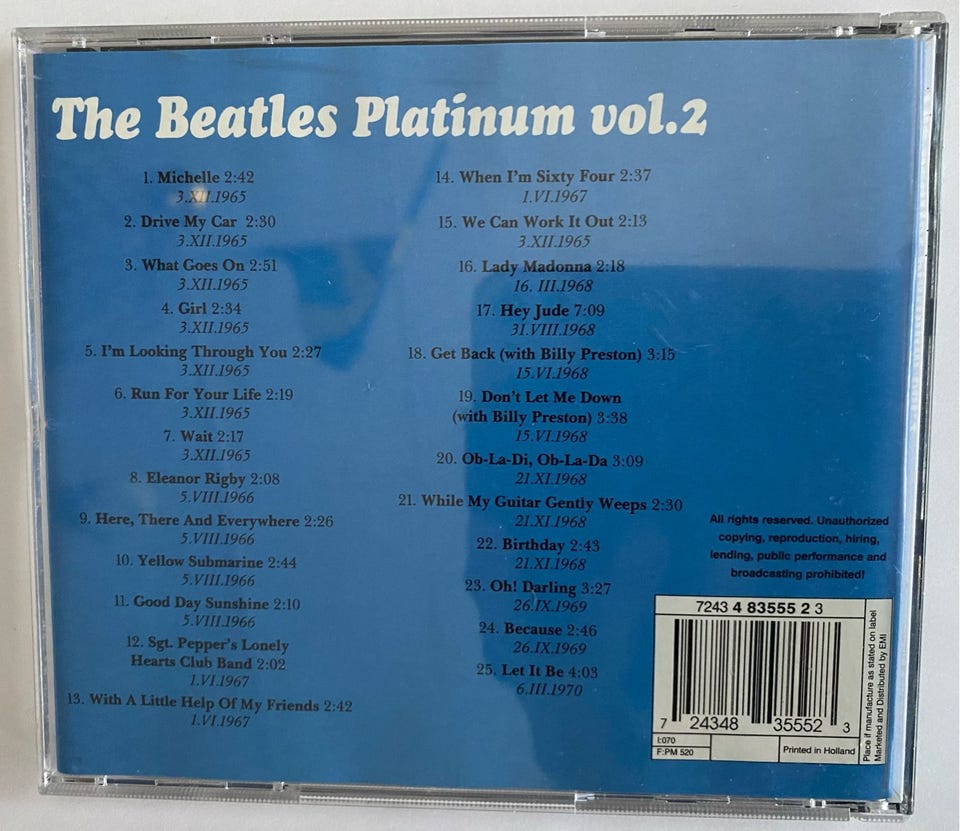 The Beatles Platinum vol.2
1. Michelle 2:42
3.XII.1965
2. Drive My Car 2:30
3.XII.1965
3. What Goes On 2:51
3.XII.1965
4. Girl 2:34
3.XII.1965
5. I'm Looking Through You 2:27
3.XII.1965
6. Run For Your Life 2:19
3.XII.1965
7. Wait 2:17
3.XII.1965
8. Eleanor Rigby 2:08
5.VIII.1966
9. Here, There And Everywhere 2:26
5.VIII.1966
10. Yellow Submarine 2:44
5.VIII.1966
11. Good Day Sunshine 2:10
5.VIII.1966
12. Sgt. Pepper's Lonely
Hearts Club Band 2:02
1.VI.1967
13. With A Little Help Of My Friends 2:42
1.VI.1967
14. When I'm Sixty Four 2:37
1.VI.1967
15. We Can Work It Out 2:13
3.XII.1965
16. Lady Madonna 2:18
16. III.1968
17. Hey Jude 7:09
31.VIII.1968
18. Get Back (with Billy Preston) 3:15
15.VI.1968
19. Don't Let Me Down
(with Billy Preston) 3:38
15.VI.1968
20. Ob-La-Di, Ob-La-Da 3:09
21.XI.1968
21. While My Guitar Gently Weeps 2:30
21.XI.1968
22. Birthday 2:43
21.XI.1968
23. Oh! Darling 3:27
26.IX.1969
24. Because 2:46
26.IX.1969
25. Let It Be 4:03
6.III.1970
All rights reserved. Unauthorized
copying, reproduction, hiring,
lending, public performance and
broadcasting prohibited!
7243 4 83555 2 3
7 24348 35552 3
I:070
F:PM 520
Printed in Holland
Place if manufacture as stated on label
Marketed and Distributed by EMI